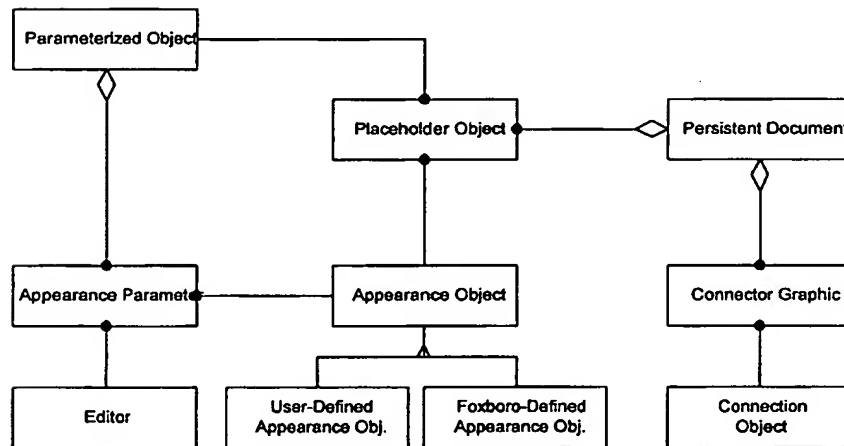 Parameterized Object
Placeholder Object
Persistent Document
Appearance Parameter
Appearance Object
Connector Graphic
Editor
User-Defined
Appearance Obj.
Foxboro-Defined
Appearance Obj.
Connection
Object